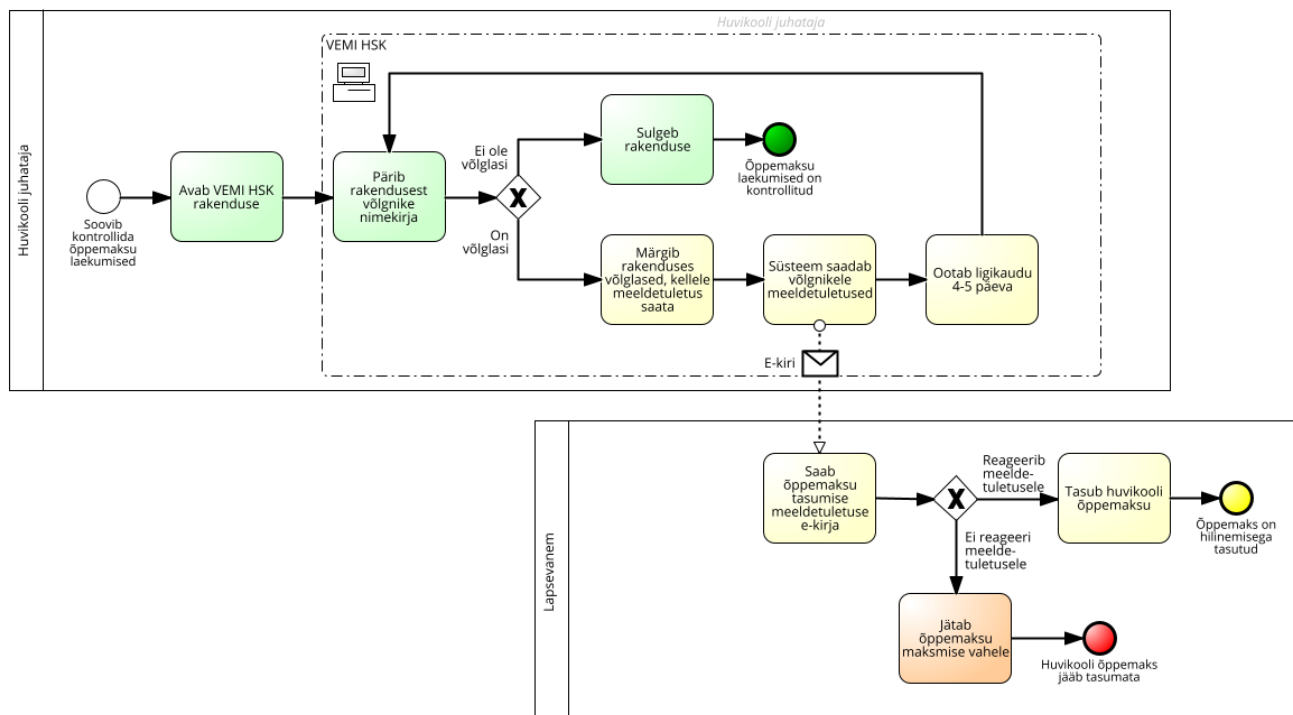 Huvikooli juhataja
Huvikooli juhataja
VEMI HSK
Soovib
kontrollida
õppemaksu
laekumised
Avab VEMI HSK
rakenduse
Pärib
rakendusest
võlgnike
nimekirja
Ei ole
võlglasi
On
võlglasi
Sulgeb
rakenduse
Õppemaksu
laekumised on
kontrollitud
Märgib
rakenduses
võlglased, kellele
meeldetuletus
saata
Süsteem saadab
võlgnikele
meeldetuletused
Ootab ligikaudu
4-5 päeva
E-kiri
Lapsevanem
Saab
õppemaksu
tasumise
meeldetuletuse
e-kirja
Reageerib
meelde-
tuletusele
Tasub huvikooli
õppemaksu
Õppemaks on
hilinemisega
tasutud
Ei reageeri
meelde-
tuletusele
Jätab
õppemaksu
maksmise vahele
Huvikooli õppemaks
jääb tasumata